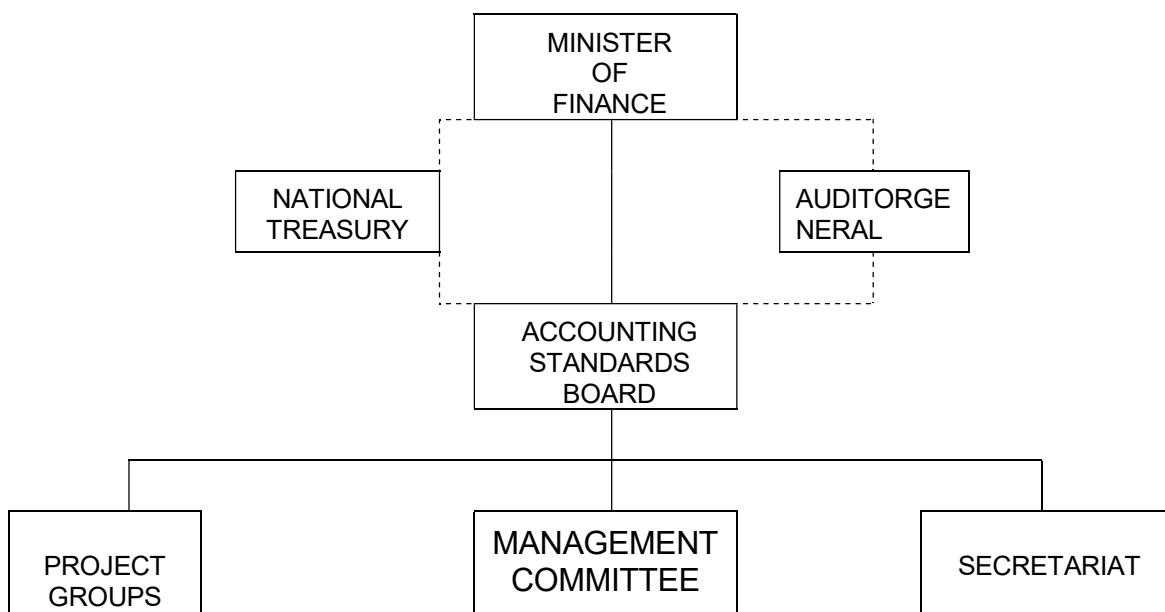 MINISTER
OF
FINANCE
NATIONAL
TREASURY
AUDITORGE
NERAL
ACCOUNTING
STANDARDS
BOARD
PROJECT
GROUPS
MANAGEMENT
COMMITTEE
SECRETARIAT